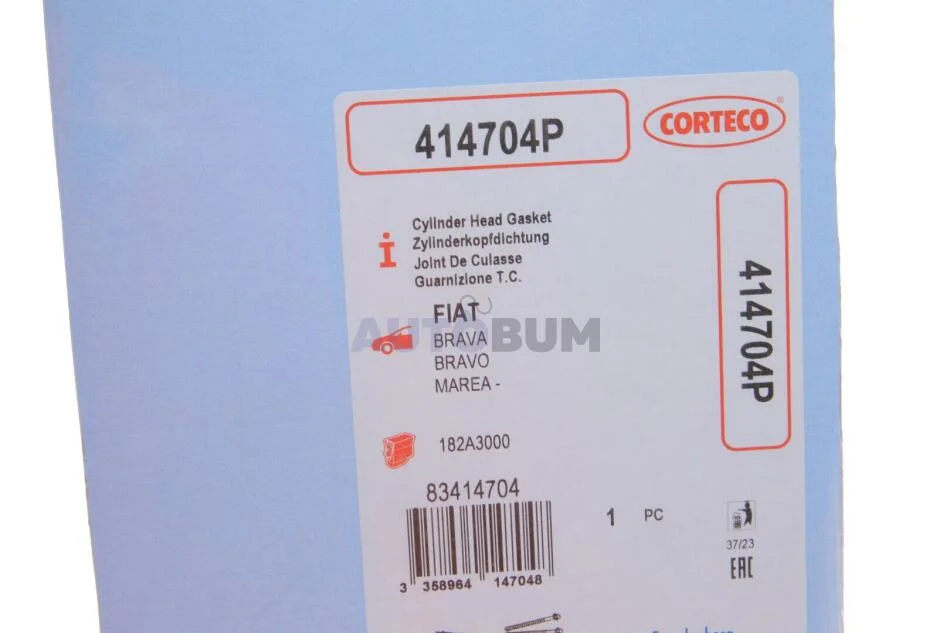 414704P
CORTECO
®
414704P
i
Cylinder Head Gasket
Zylinderkopfdichtung
Joint De Culasse
Guarnizione T.C.
FIAT
AUTOBUM
BRAVA
BRAVO
MAREA -
182A3000
83414704
1 PC
37/23
EAC
3 358964 147048